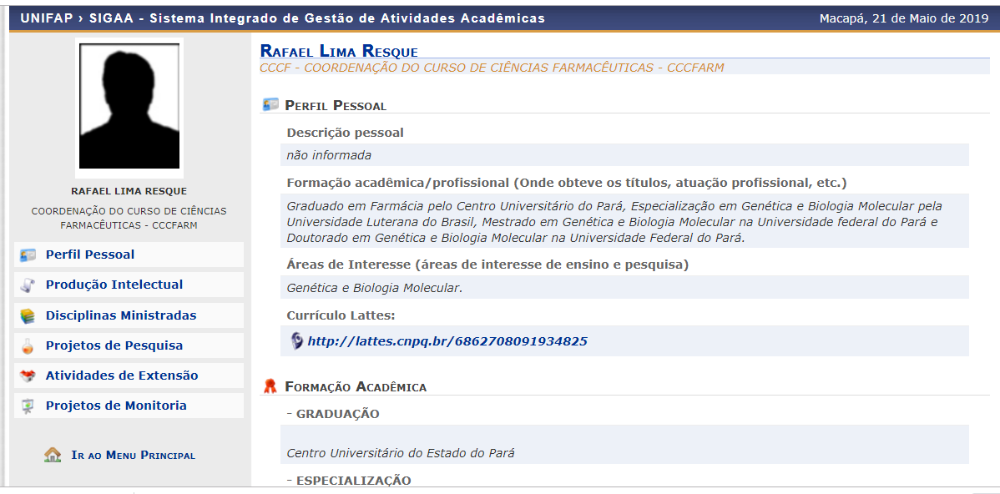 UNIFAP › SIGAA - Sistema Integrado de Gestão de Atividades Acadêmicas Macapá, 21 de Maio de 2019
RAFAEL LIMA RESQUE
COORDENAÇÃO DO CURSO DE CIÊNCIAS
FARMACÊUTICAS - CCCFARM
Perfil Pessoal
Produção Intelectual
Disciplinas Ministradas
Projetos de Pesquisa
Atividades de Extensão
Projetos de Monitoria
Ir ao Menu Principal
Rafael Lima Resque
CCCF - COORDENAÇÃO DO CURSO DE CIÊNCIAS FARMACÊUTICAS - CCCFARM
Perfil Pessoal
Descrição pessoal
não informada
Formação acadêmica/profissional (Onde obteve os títulos, atuação profissional, etc.)
Graduado em Farmácia pelo Centro Universitário do Pará, Especialização em Genética e Biologia Molecular pela
Universidade Luterana do Brasil, Mestrado em Genética e Biologia Molecular na Universidade federal do Pará e
Doutorado em Genética e Biologia Molecular na Universidade Federal do Pará.
Áreas de Interesse (áreas de interesse de ensino e pesquisa)
Genética e Biologia Molecular.
Currículo Lattes:
http://lattes.cnpq.br/6862708091934825
Formação Acadêmica
- GRADUAÇÃO
Centro Universitário do Estado do Pará
- ESPECIALIZAÇÃO